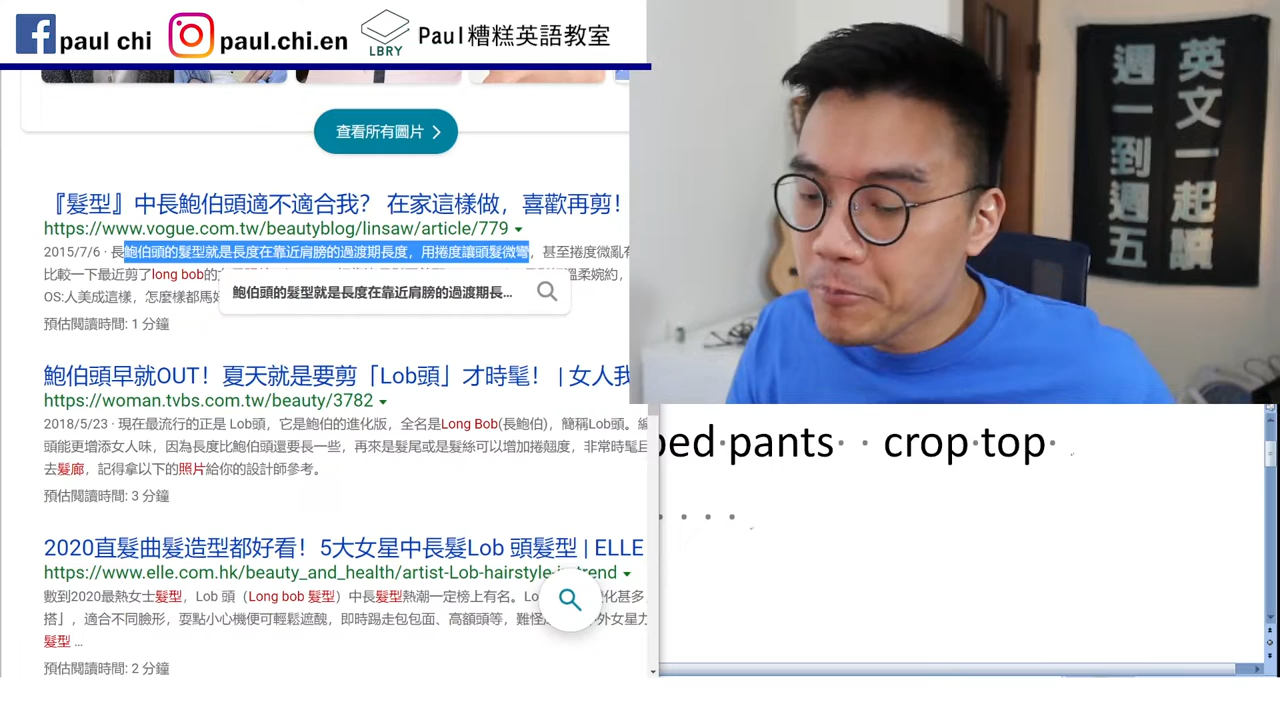 paul chi
paul.chi.en
LBRY
Paul糟糕英語教室
查看所有圖片
『髮型』中長鮑伯頭適不適合我? 在家這樣做，喜歡再剪!
https://www.vogue.com.tw/beautyblog/linsaw/article/779
2015/7/6 · 長鮑伯頭的髮型就是長度在靠近肩膀的過渡期長度，用捲度讓頭髮微彎，甚至捲度微亂
比較一下最近剪了long bob的
柔婉約，
OS:人美成這樣，怎麼樣都
鮑伯頭的髮型就是長度在靠近肩膀的過渡期長...
預估閱讀時間: 1 分鐘
鮑伯頭早就OUT！夏天就是要剪「Lob頭」才時髦！ | 女人我
https://woman.tvbs.com.tw/beauty/3782
2018/5/23 · 現在最流行的正是 Lob頭，它是鮑伯的進化版，全名是Long Bob(長鮑伯)，簡稱Lob頭。
頭能更增添女人味，因為長度比鮑伯頭還要長一些，再來是髮尾或是髮絲可以增加捲翹度，非常時髦且
去髮廊，記得拿以下的照片給你的設計師參考。
預估閱讀時間: 3 分鐘
2020直髮曲髮造型都好看！5大女星中長髮Lob 頭髮型 | ELLE
https://www.elle.com.hk/beauty_and_health/artist-Lob-hairstyle-in-trend
數到2020最熱女士髮型，Lob 頭（Long bob 髮型）中長髮型熱潮一定榜上有名。
化甚多，
搭」，適合不同臉形，耍點小心機便可輕鬆遮醜，即時踢走包包面、高額頭等，難怪
外女星
髮型 ...
預估閱讀時間: 2 分鐘
英文一起讀
週一到週五
ped pants crop top